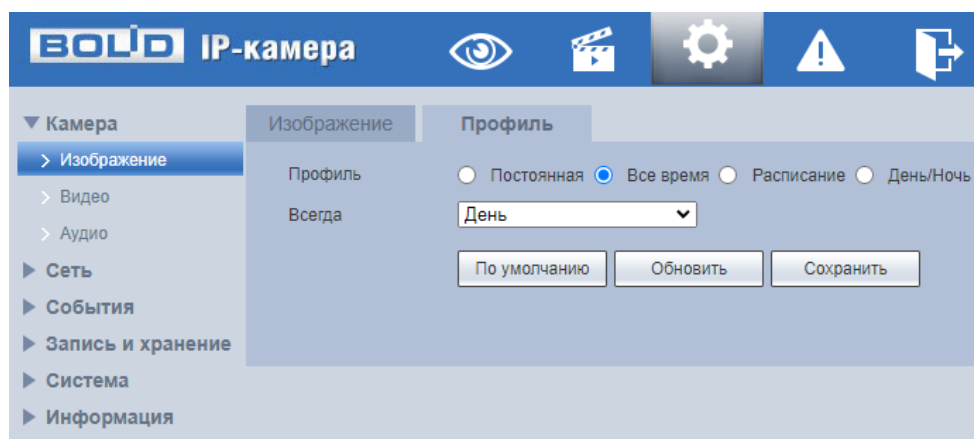 BOLID IP-камера
Камера
Изображение
Видео
Аудио
Сеть
События
Запись и хранение
Система
Информация
Изображение Профиль
Профиль Постоянная Все время Расписание День/Ночь
Всегда День
По умолчанию Обновить Сохранить